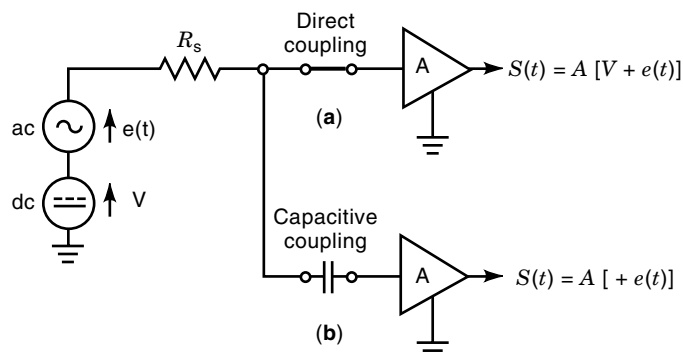 Direct
coupling
R_s
A
S(t) = A [V + e(t)]
(a)
ac
e(t)
dc
V
Capacitive
coupling
A
S(t) = A [ + e(t)]
(b)